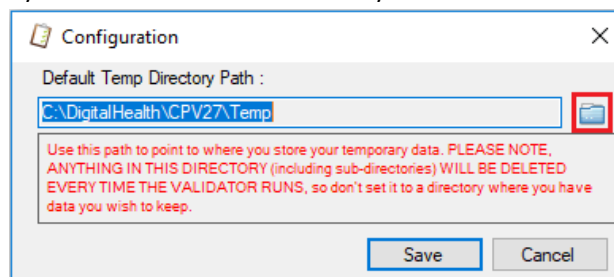 Configuration
Default Temp Directory Path :
C:\DigitalHealth\CPV27\Temp
Use this path to point to where you store your temporary data. PLEASE NOTE,
ANYTHING IN THIS DIRECTORY (including sub-directories) WILL BE DELETED
EVERY TIME THE VALIDATOR RUNS, so don't set it to a directory where you have
data you wish to keep.
Save Cancel